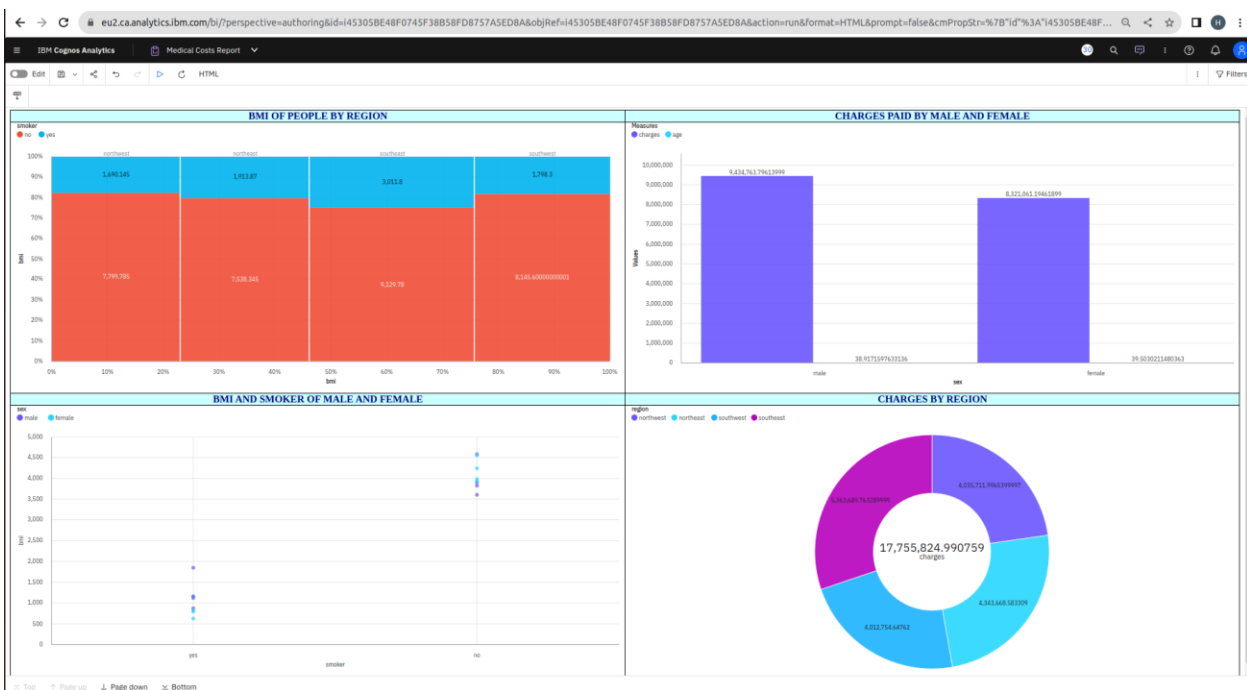 eu2.ca.analytics.ibm.com/bi/?perspective=authoring&id=i45305BE48F0745F38B58FD8757A5ED8A&objRef=i45305BE48F0745F38B58FD8757A5ED8A&action=run&format=HTML&prompt=false&cmPropStr=%7B"id"%3A"i45305BE48F...
H
IBM Cognos Analytics Medical Costs Report
30
Edit HTML Filters
BMI OF PEOPLE BY REGION
smoker
no yes
northwest northeast southeast southwest
100%
90%
80%
70%
60%
50%
40%
30%
20%
10%
0%
bmi
1,690.145 1,913.87 3,011.8 1,798.3
7,799.785 7,538.345 9,329.78 8,145.60000000001
0% 10% 20% 30% 40% 50% 60% 70% 80% 90% 100%
bmi
CHARGES PAID BY MALE AND FEMALE
Measures
charges age
10,000,000
9,000,000
8,000,000
7,000,000
6,000,000
5,000,000
4,000,000
3,000,000
2,000,000
1,000,000
0
Values
9,434,763.79613999
8,321,061.19461899
38.9171597633136 39.5030211480363
male female
sex
BMI AND SMOKER OF MALE AND FEMALE
sex
male female
5,000
4,500
4,000
3,500
3,000
2,500
2,000
1,500
1,000
500
0
bmi
yes no
smoker
CHARGES BY REGION
region
northwest northeast southwest southeast
17,755,824.990759
charges
4,343,668.583309
4,012,754.64762
Top Page up Page down Bottom